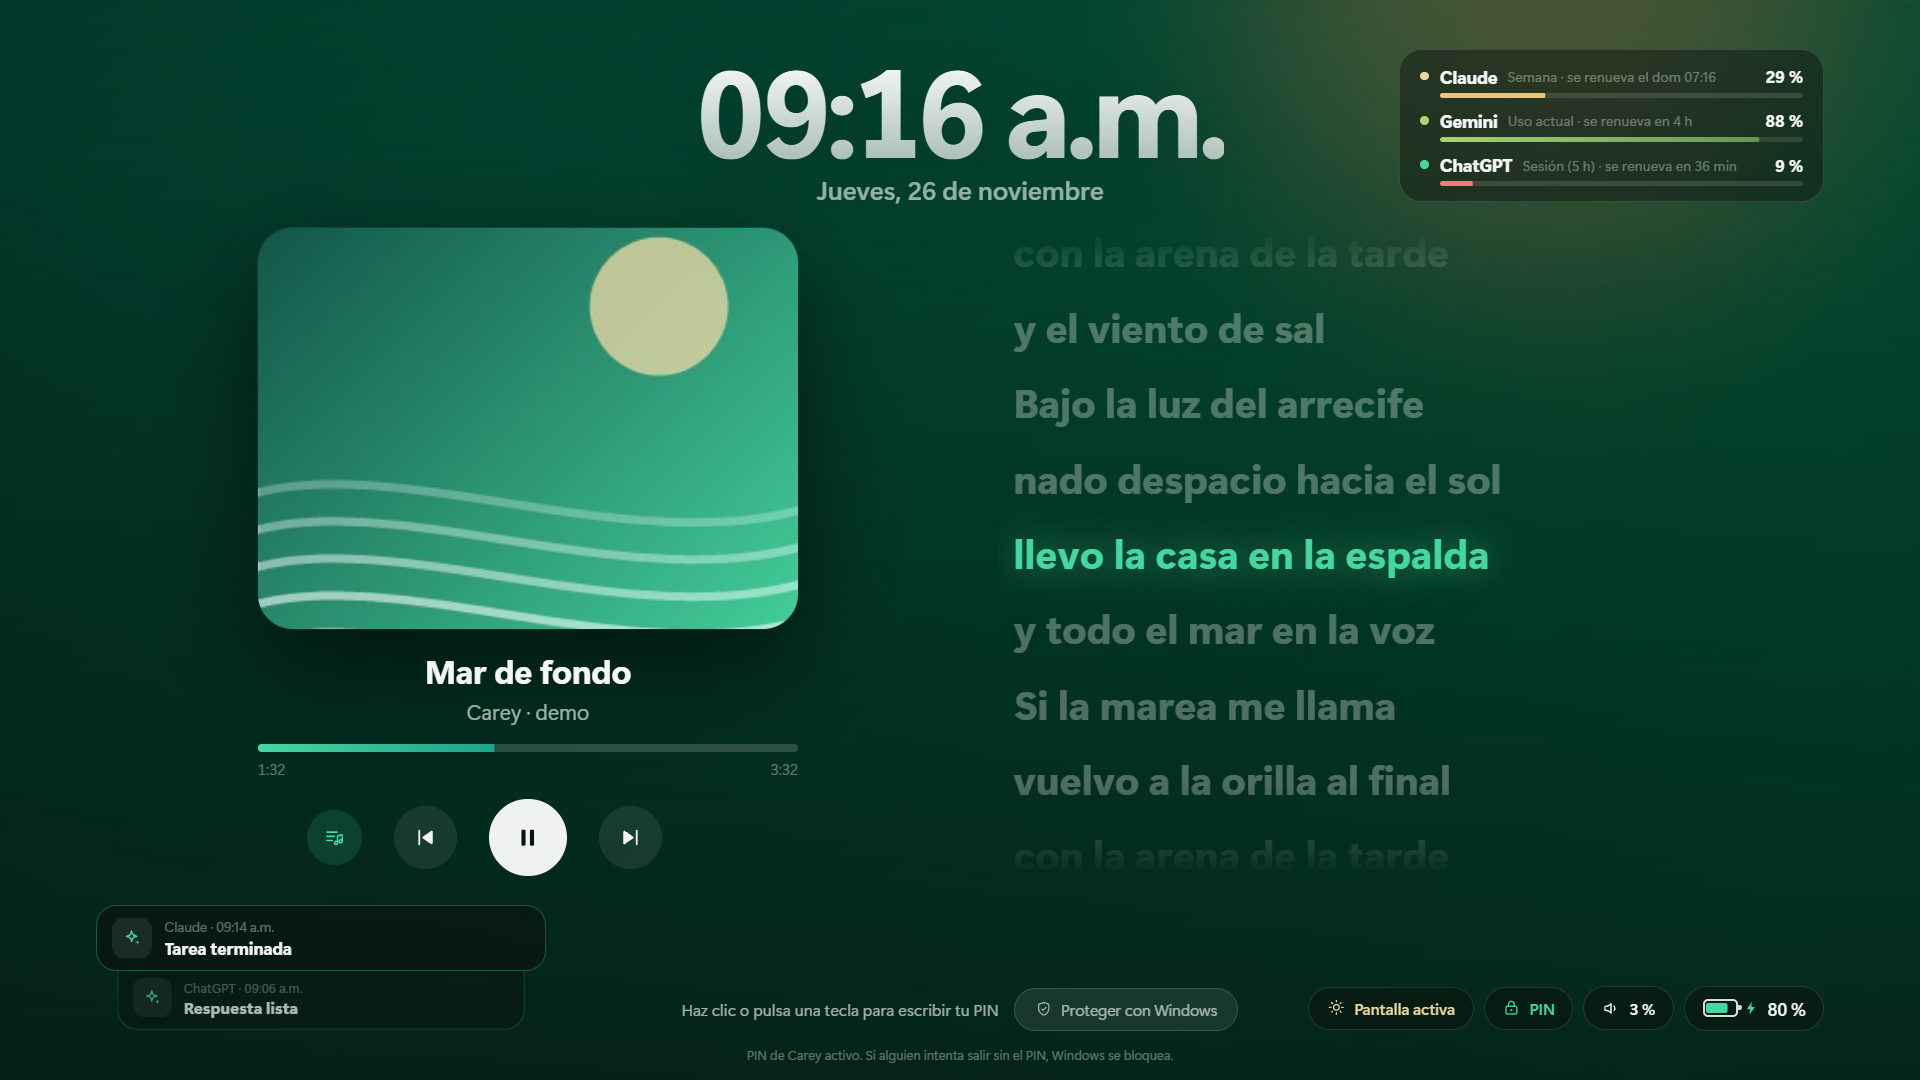 09:16 a.m.
Jueves, 26 de noviembre
Claude Semana · se renueva el dom 07:16 29 %
Gemini Uso actual · se renueva en 4 h 88 %
ChatGPT Sesión (5 h) · se renueva en 36 min 9 %
Mar de fondo
Carey · demo
1:32 3:32
con la arena de la tarde
y el viento de sal
Bajo la luz del arrecife
nado despacio hacia el sol
llevo la casa en la espalda
y todo el mar en la voz
Si la marea me llama
vuelvo a la orilla al final
con la arena de la tarde
Claude · 09:14 a.m.
Tarea terminada
ChatGPT · 09:06 a.m.
Respuesta lista
Haz clic o pulsa una tecla para escribir tu PIN
Proteger con Windows
Pantalla activa
PIN
3 %
80 %
PIN de Carey activo. Si alguien intenta salir sin el PIN, Windows se bloquea.